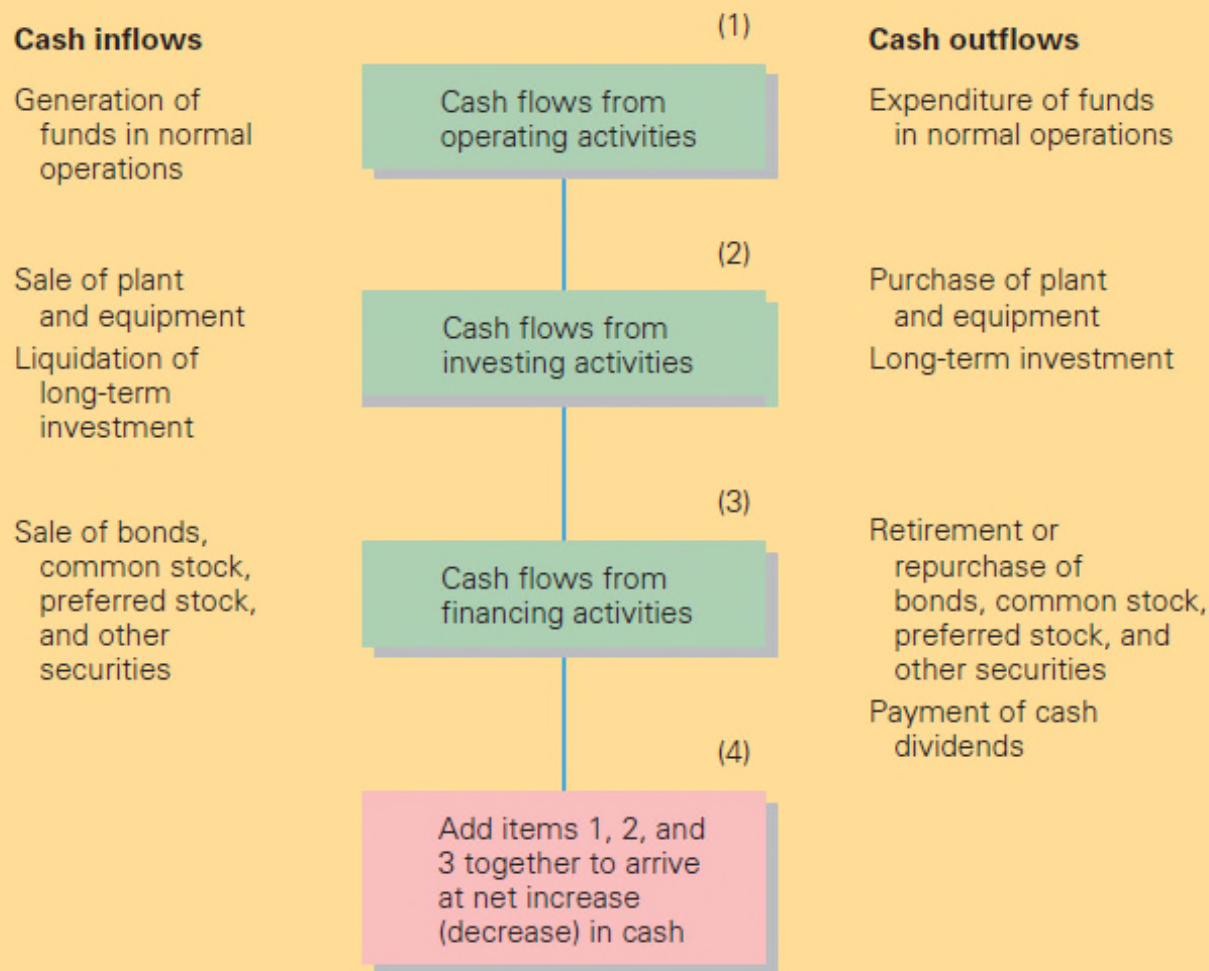 Cash inflows
(1)
Cash outflows
Generation of
funds in normal
operations
Cash flows from
operating activities
Expenditure of funds
in normal operations
(2)
Sale of plant
and equipment
Liquidation of
long-term
investment
Cash flows from
investing activities
Purchase of plant
and equipment
Long-term investment
(3)
Sale of bonds,
common stock,
preferred stock,
and other
securities
Cash flows from
financing activities
Retirement or
repurchase of
bonds, common stock,
preferred stock, and
other securities
Payment of cash
dividends
(4)
Add items 1, 2, and
3 together to arrive
at net increase
(decrease) in cash